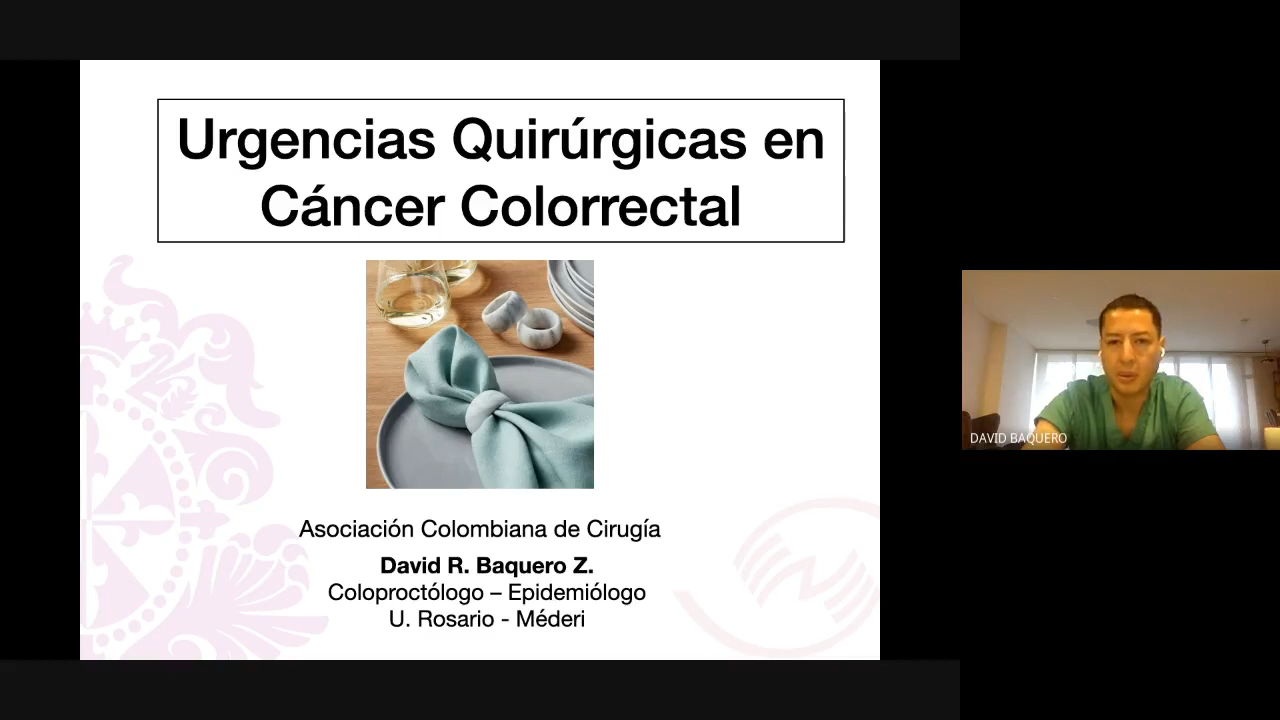 Urgencias Quirúrgicas en
Cáncer Colorrectal
Asociación Colombiana de Cirugía
David R. Baquero Z.
Coloproctólogo – Epidemiólogo
U. Rosario - Méderi
DAVID BAQUERO